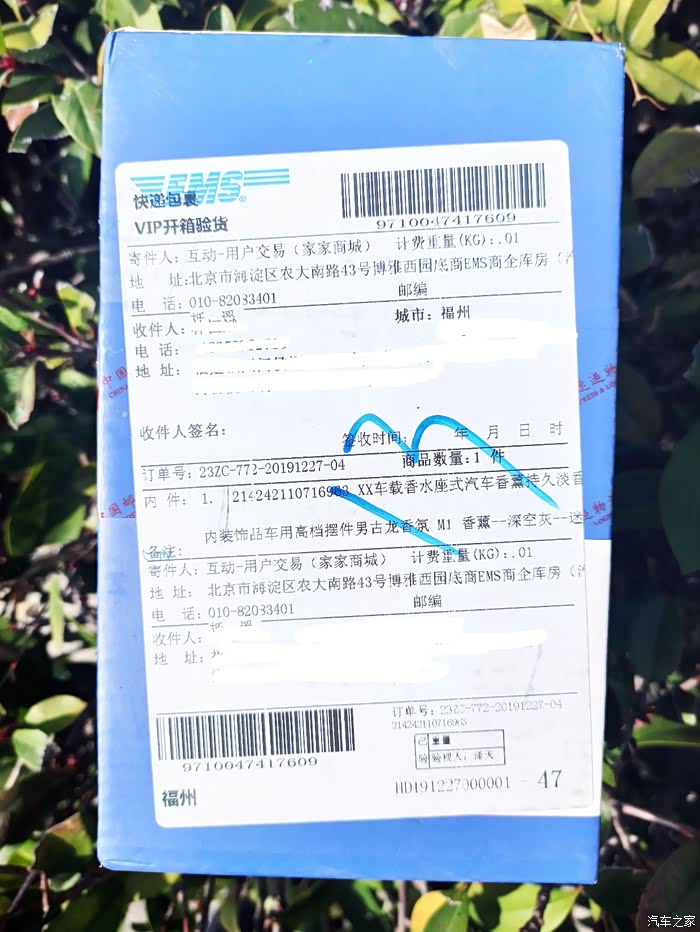 EMS®
快递包裹
VIP开箱验货
9710047417609
寄件人: 互动-用户交易（家家商城） 计费重量(KG):.01
地 址:北京市海淀区农大南路43号博雅西园底商EMS商企库房（
电 话: 010-82083401 邮编
收件人: 城市: 福州
电 话:
地 址:
收件人签名:
签收时间: 年 月 日 时
订单号: 23ZC-772-20191227-04 商品数量:1 件
内 件: 1. 214242110716963 XX车载香水座式汽车香薰持久淡香
内装饰品车用高档摆件男古龙香氛 M1 香薰--深空灰--迷
备注:
寄件人: 互动-用户交易（家家商城） 计费重量(KG):.01
地 址: 北京市海淀区农大南路43号博雅西园底商EMS商企库房（
电 话: 010-82083401 邮编
收件人:
地 址:
订单号: 23ZC-772-20191227-04
214242110716963
9710047417609
福州
HD191227000001 - 47
汽车之家